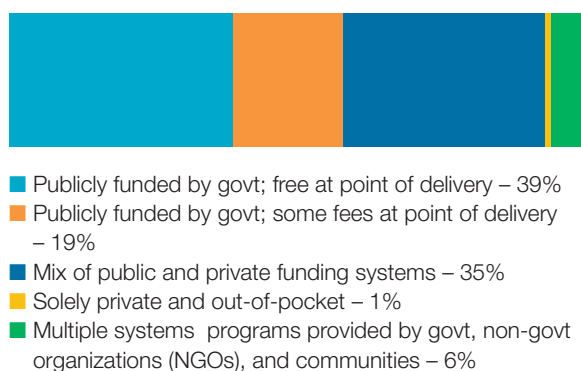 Publicly funded by govt; free at point of delivery – 39%
Publicly funded by govt; some fees at point of delivery
– 19%
Mix of public and private funding systems – 35%
Solely private and out-of-pocket – 1%
Multiple systems  programs provided by govt, non-govt
organizations (NGOs), and communities – 6%